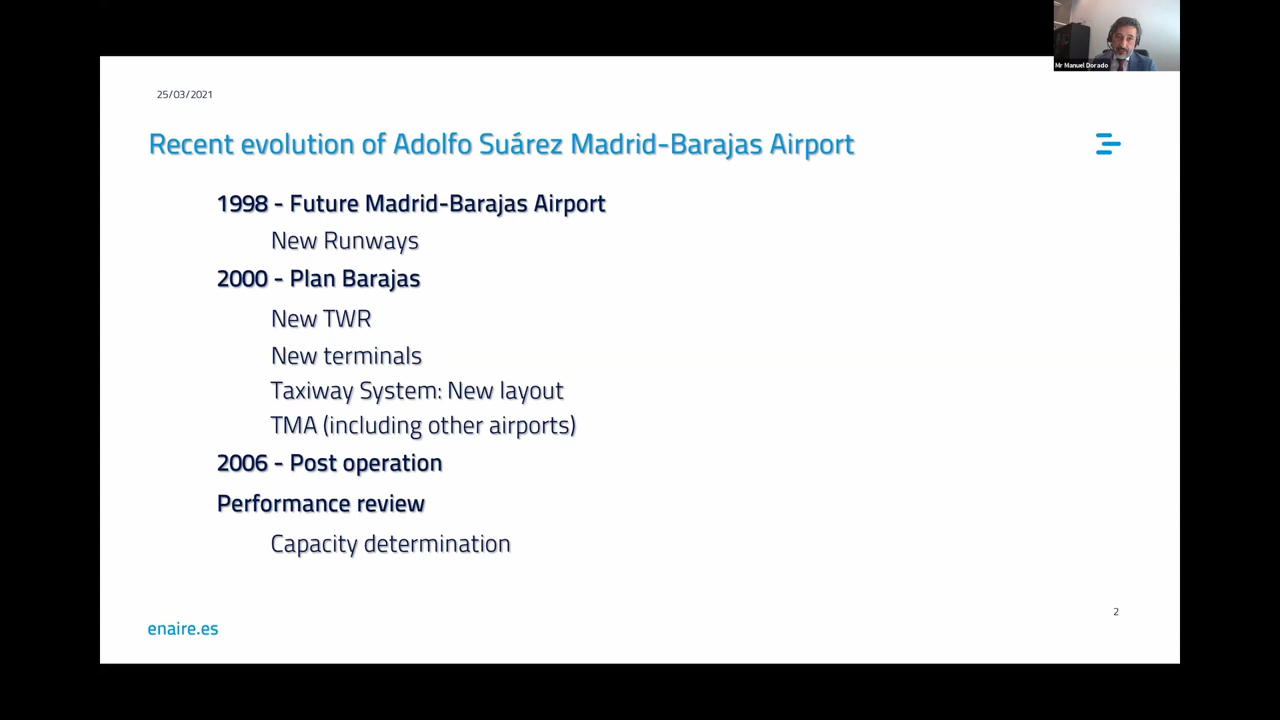 Mr Manuel Dorado
25/03/2021
Recent evolution of Adolfo Suárez Madrid-Barajas Airport
1998 - Future Madrid-Barajas Airport
New Runways
2000 - Plan Barajas
New TWR
New terminals
Taxiway System: New layout
TMA (including other airports)
2006 - Post operation
Performance review
Capacity determination
2
enaire.es